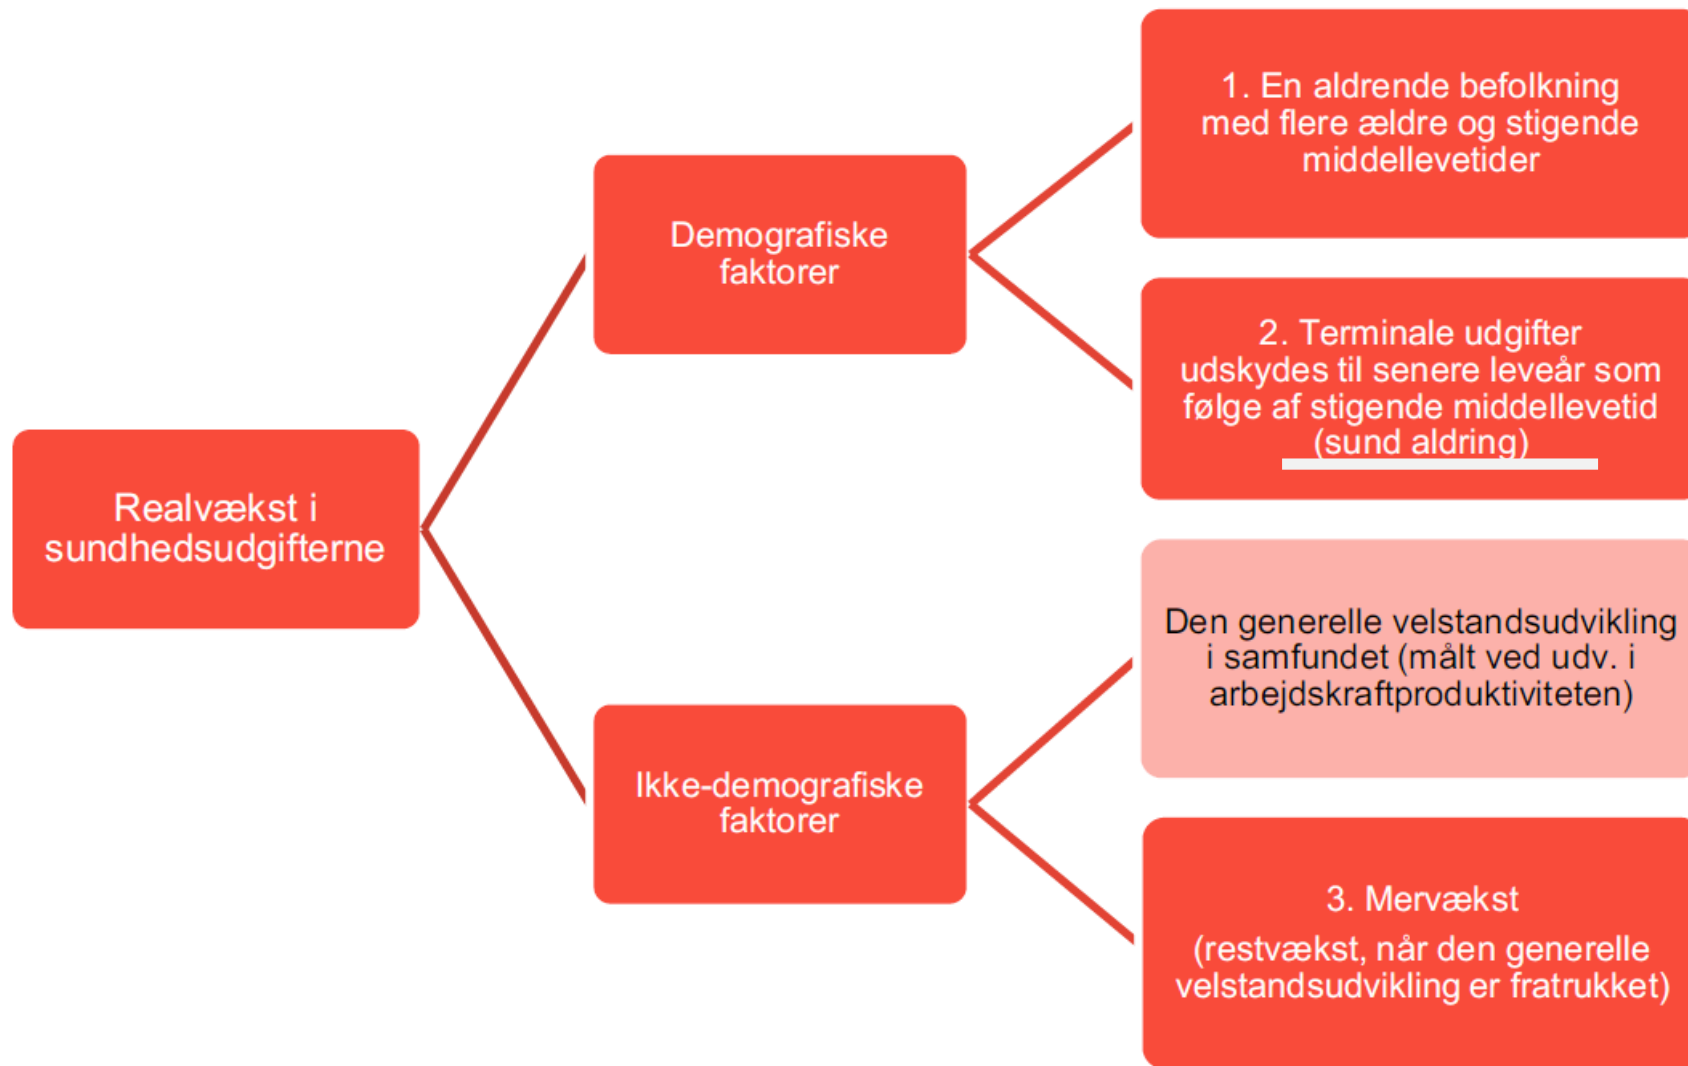 Realvækst i
sundhedsudgifterne
Demografiske
faktorer
1. En aldrende befolkning
med flere ældre og stigende
middellevetider
2. Terminale udgifter
udskydes til senere leveår som
følge af stigende middellevetid
(sund aldring)
Ikke-demografiske
faktorer
Den generelle velstandsudvikling
i samfundet (målt ved udv. i
arbejdskraftproduktiviteten)
3. Mervækst
(restvækst, når den generelle
velstandsudvikling er fratrukket)